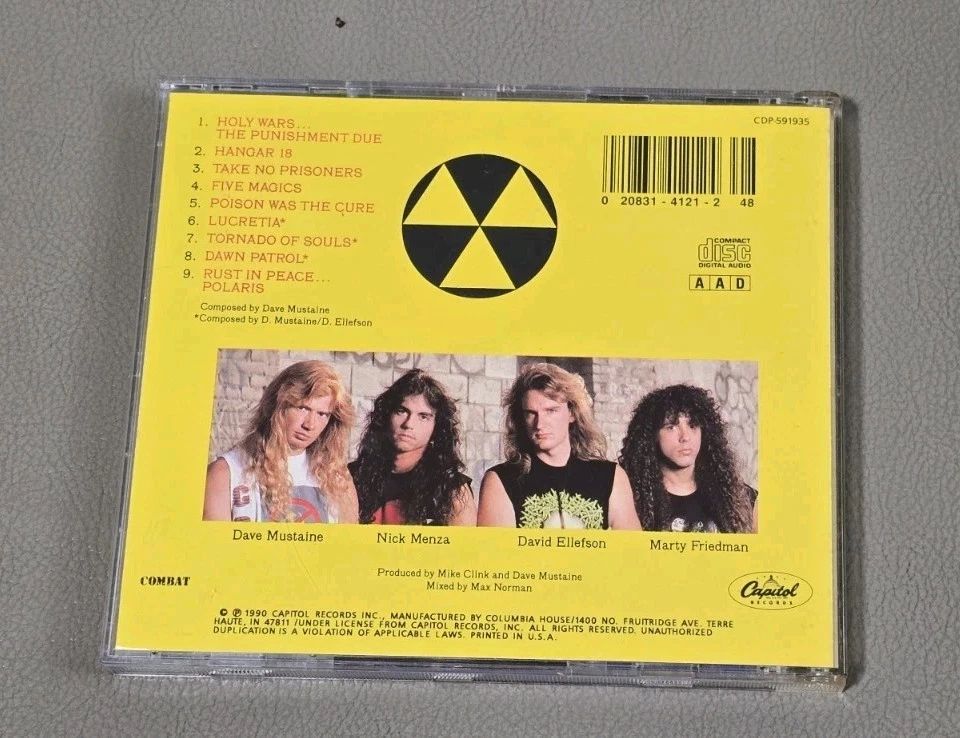 CDP-591935
1. HOLY WARS...
THE PUNISHMENT DUE
2. HANGAR 18
3. TAKE NO PRISONERS
4. FIVE MAGICS
5. POISON WAS THE CURE
6. LUCRETIA*
7. TORNADO OF SOULS*
8. DAWN PATROL*
9. RUST IN PEACE...
POLARIS
Composed by Dave Mustaine
*Composed by D. Mustaine/D. Ellefson
0 20831 - 4121 - 2 48
COMPACT
disc
DIGITAL AUDIO
A A D
Dave Mustaine Nick Menza David Ellefson Marty Friedman
Produced by Mike Clink and Dave Mustaine
Mixed by Max Norman
COMBAT
Capitol
RECORDS
© ℗ 1990 CAPITOL RECORDS INC., MANUFACTURED BY COLUMBIA HOUSE/1400 NO. FRUITRIDGE AVE. TERRE
HAUTE, IN 47811 /UNDER LICENSE FROM CAPITOL RECORDS, INC. ALL RIGHTS RESERVED. UNAUTHORIZED
DUPLICATION IS A VIOLATION OF APPLICABLE LAWS. PRINTED IN U.S.A.